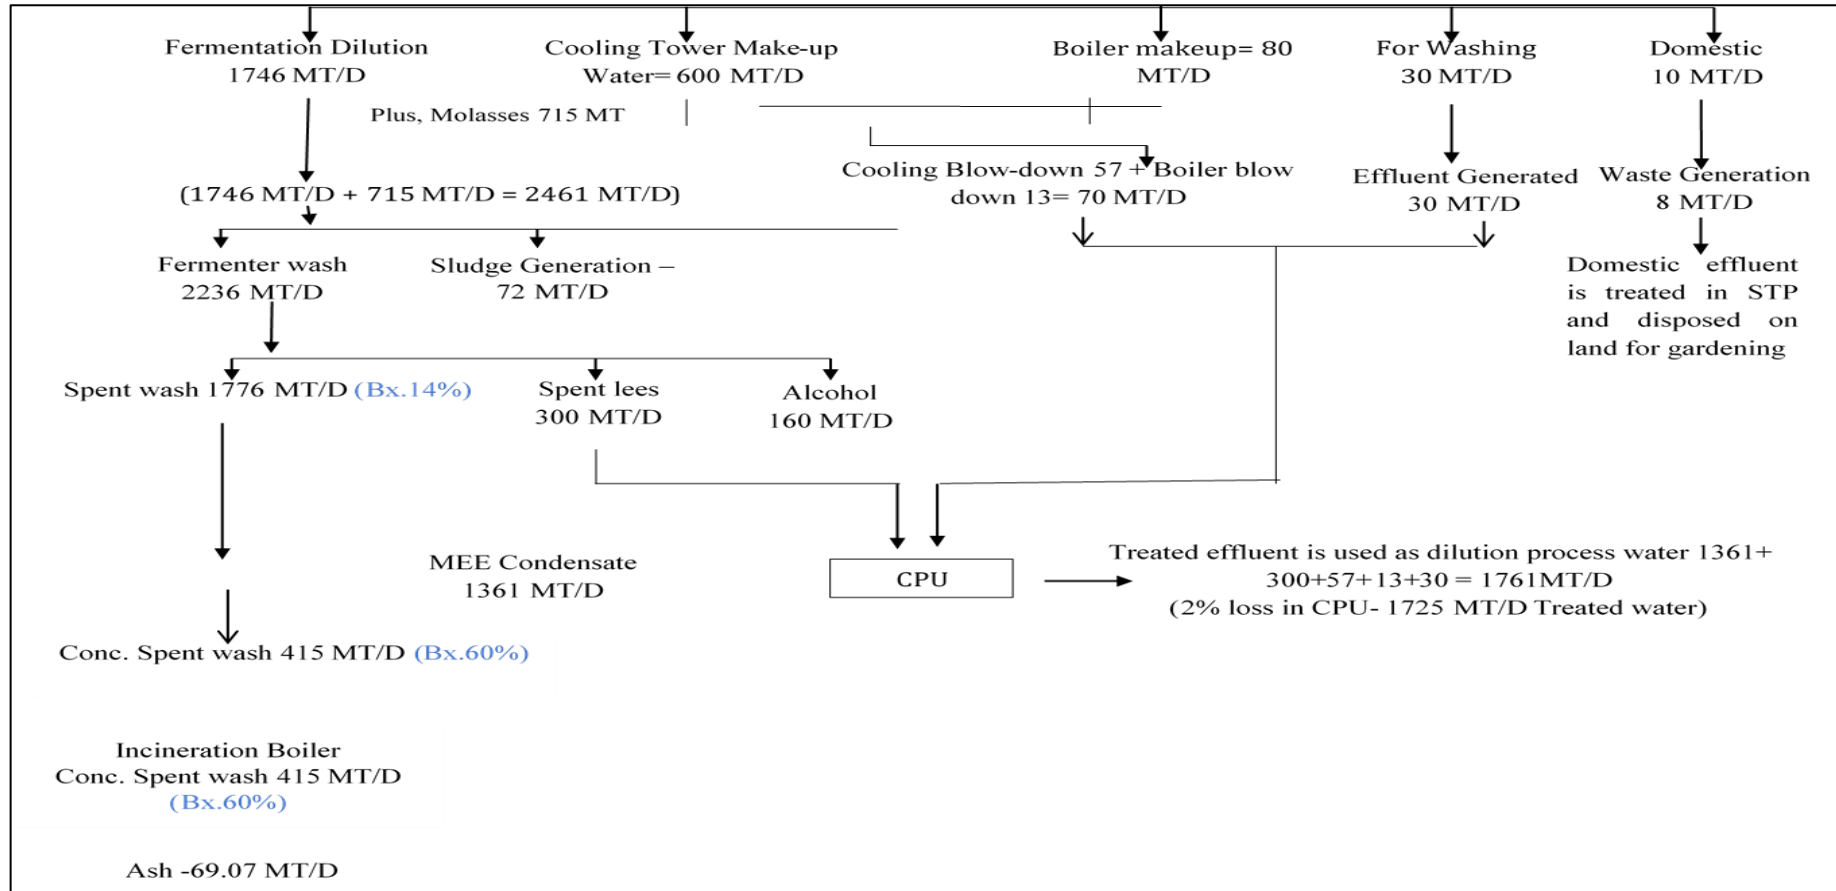 Fermentation Dilution
1746 MT/D
Cooling Tower Make-up
Water= 600 MT/D
Boiler makeup= 80
MT/D
For Washing
30 MT/D
Domestic
10 MT/D
Plus, Molasses 715 MT
(1746 MT/D + 715 MT/D = 2461 MT/D)
Cooling Blow-down 57 + Boiler blow
down 13= 70 MT/D
Effluent Generated
30 MT/D
Waste Generation
8 MT/D
Fermenter wash
2236 MT/D
Sludge Generation –
72 MT/D
Domestic effluent
is treated in STP
and disposed on
land for gardening
Spent wash 1776 MT/D (Bx.14%)
Spent lees
300 MT/D
Alcohol
160 MT/D
MEE Condensate
1361 MT/D
CPU
Treated effluent is used as dilution process water 1361+
300+57+13+30 = 1761MT/D
(2% loss in CPU- 1725 MT/D Treated water)
Conc. Spent wash 415 MT/D (Bx.60%)
Incineration Boiler
Conc. Spent wash 415 MT/D
(Bx.60%)
Ash -69.07 MT/D